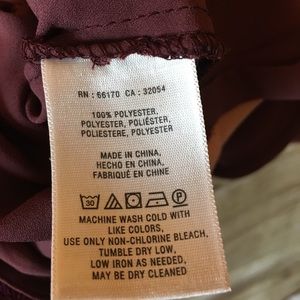 RN : 66170 CA : 32054
100% POLYESTER,
POLYESTER, POLIÉSTER,
POLIESTERE, POLYESTER
MADE IN CHINA,
HECHO EN CHINA,
FABRIQUÉ EN CHINE
30
MACHINE WASH COLD WITH
LIKE COLORS,
USE ONLY NON-CHLORINE BLEACH,
TUMBLE DRY LOW,
LOW IRON AS NEEDED,
MAY BE DRY CLEANED